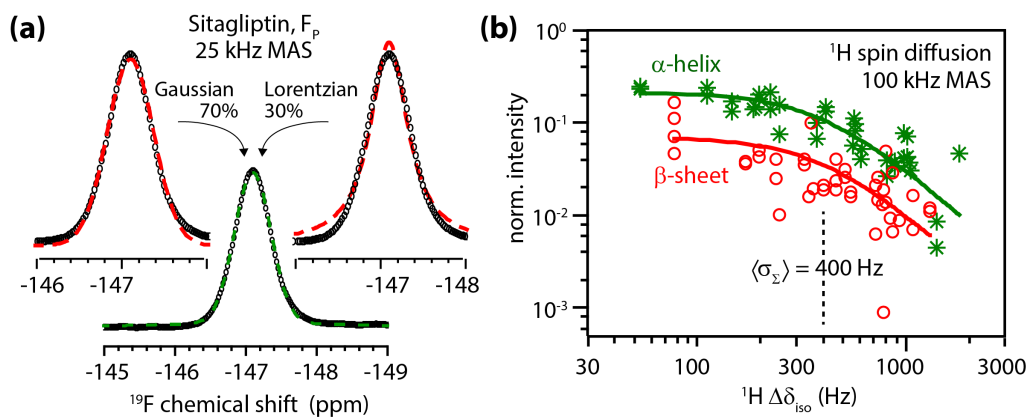 (a)
Sitagliptin, F_P
25 kHz MAS
Gaussian
70%
Lorentzian
30%
-146
-147
-147
-148
-145
-146
-147
-148
-149
¹⁹F chemical shift (ppm)
(b)
10⁰
10⁻¹
10⁻²
10⁻³
norm. intensity
¹H spin diffusion
100 kHz MAS
α-helix
β-sheet
⟨σ_Σ⟩ = 400 Hz
30
100
300
1000
3000
¹H Δδ_iso (Hz)